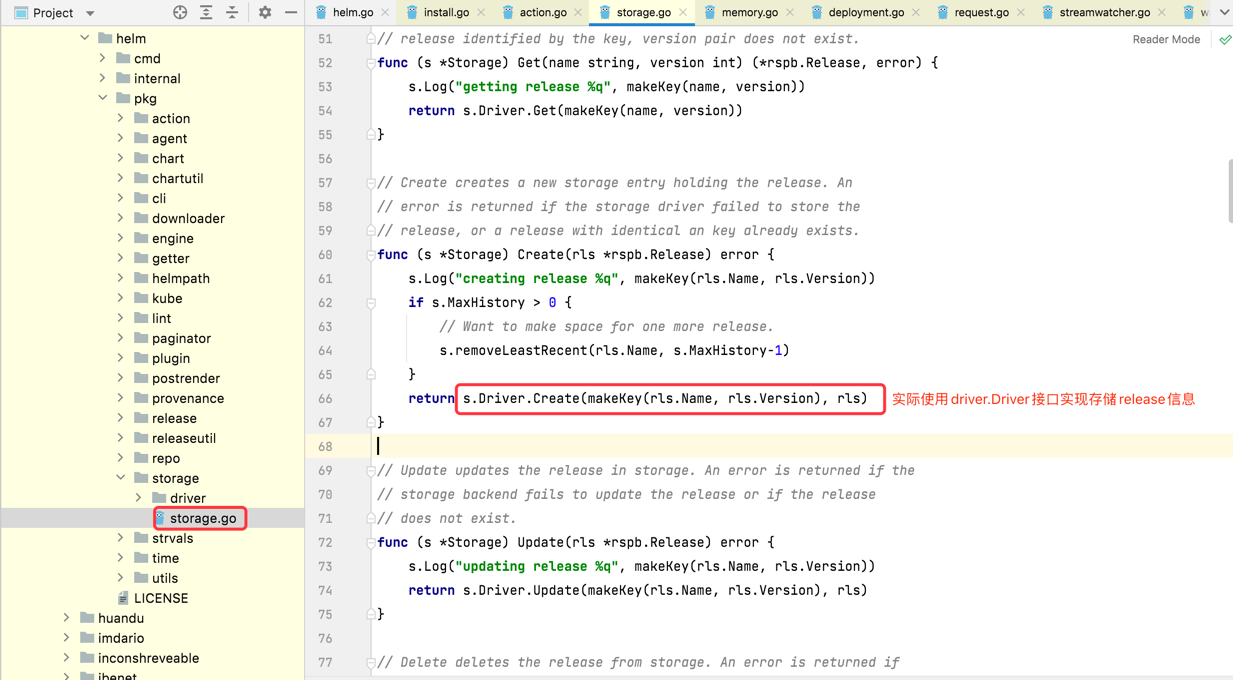 Project
helm.go
install.go
action.go
storage.go
memory.go
deployment.go
request.go
streamwatcher.go
w
helm
cmd
internal
pkg
action
agent
chart
chartutil
cli
downloader
engine
getter
helmpath
kube
lint
paginator
plugin
postrender
provenance
release
releaseutil
repo
storage
driver
storage.go
strvals
time
utils
LICENSE
huandu
imdario
inconshreveable
Reader Mode
51 // release identified by the key, version pair does not exist.
52 func (s *Storage) Get(name string, version int) (*rspb.Release, error) {
53 s.Log("getting release %q", makeKey(name, version))
54 return s.Driver.Get(makeKey(name, version))
55 }
56
57 // Create creates a new storage entry holding the release. An
58 // error is returned if the storage driver failed to store the
59 // release, or a release with identical an key already exists.
60 func (s *Storage) Create(rls *rspb.Release) error {
61 s.Log("creating release %q", makeKey(rls.Name, rls.Version))
62 if s.MaxHistory > 0 {
63 // Want to make space for one more release.
64 s.removeLeastRecent(rls.Name, s.MaxHistory-1)
65 }
66 return s.Driver.Create(makeKey(rls.Name, rls.Version), rls) 实际使用driver.Driver接口实现存储release信息
67 }
68
69 // Update updates the release in storage. An error is returned if the
70 // storage backend fails to update the release or if the release
71 // does not exist.
72 func (s *Storage) Update(rls *rspb.Release) error {
73 s.Log("updating release %q", makeKey(rls.Name, rls.Version))
74 return s.Driver.Update(makeKey(rls.Name, rls.Version), rls)
75 }
76
77 // Delete deletes the release from storage. An error is returned if